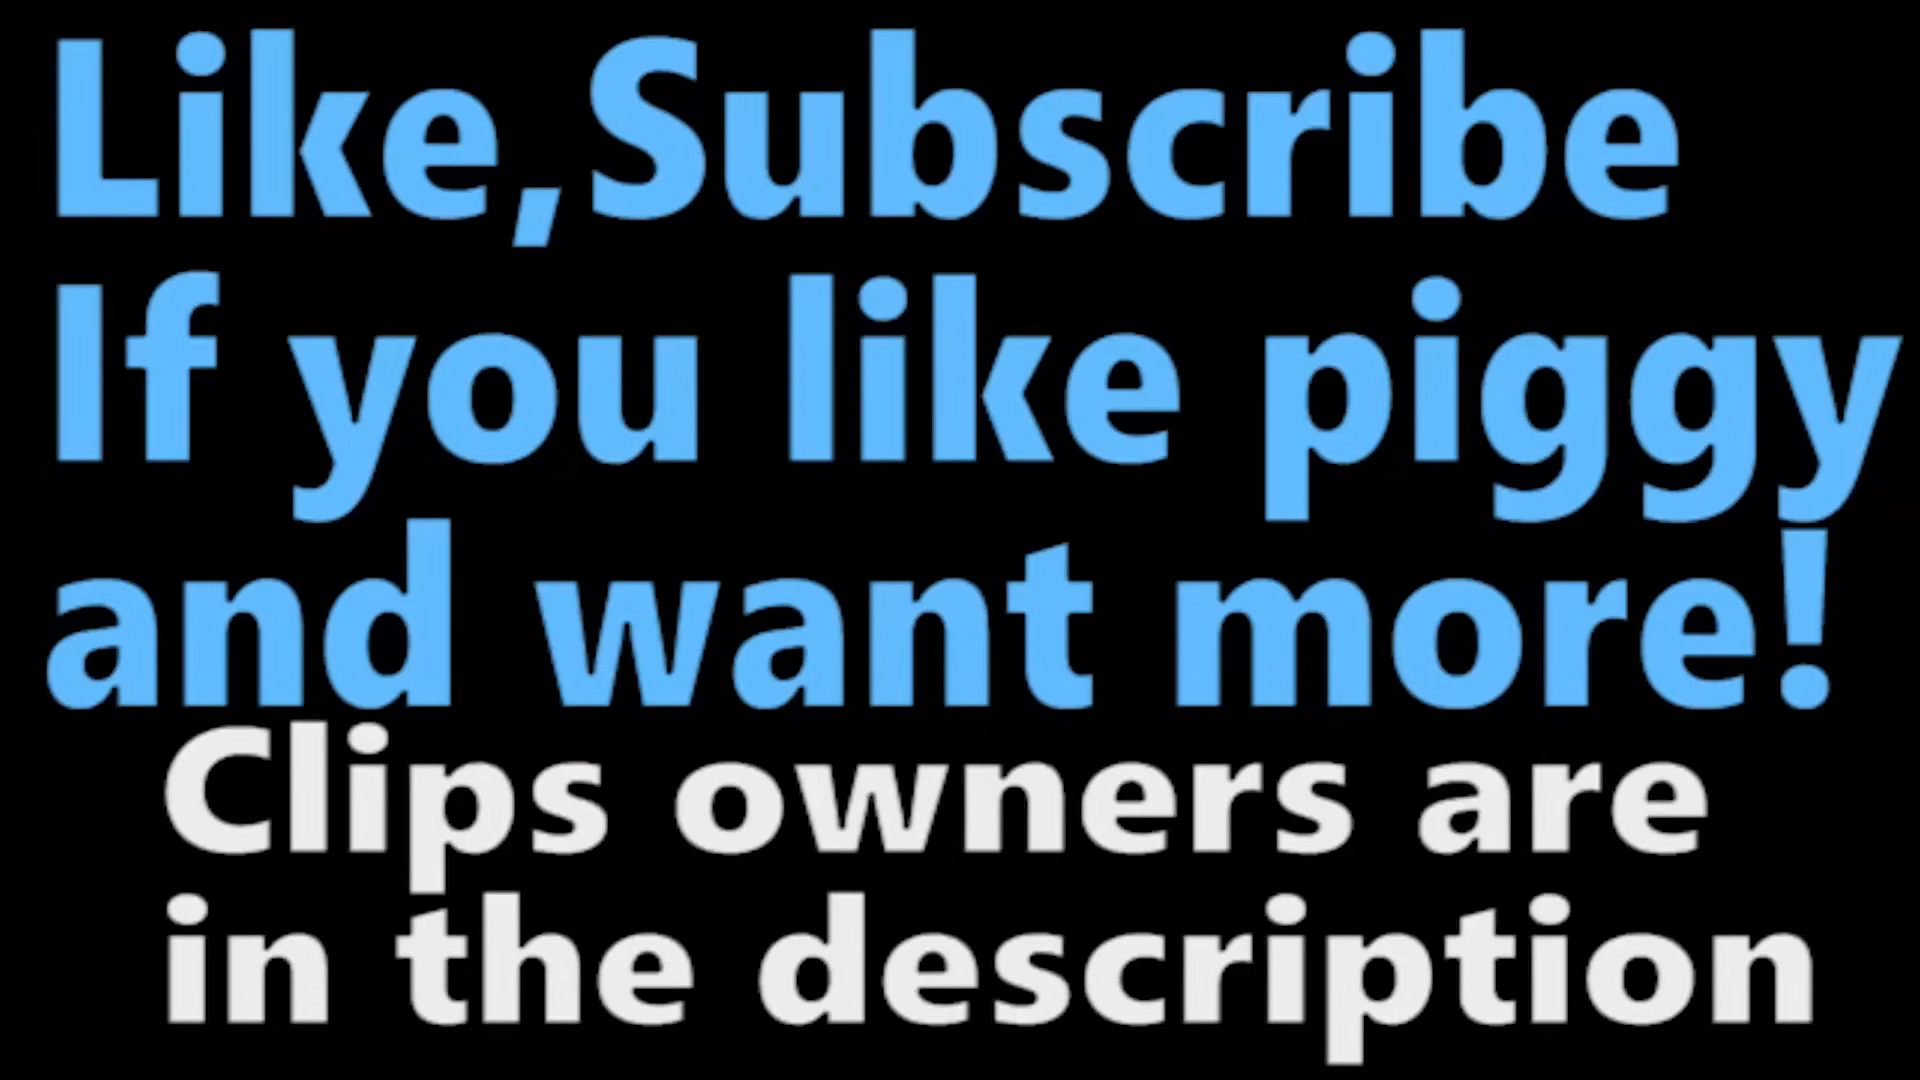 Like,Subscribe
If you like piggy
and want more!
Clips owners are
in the description